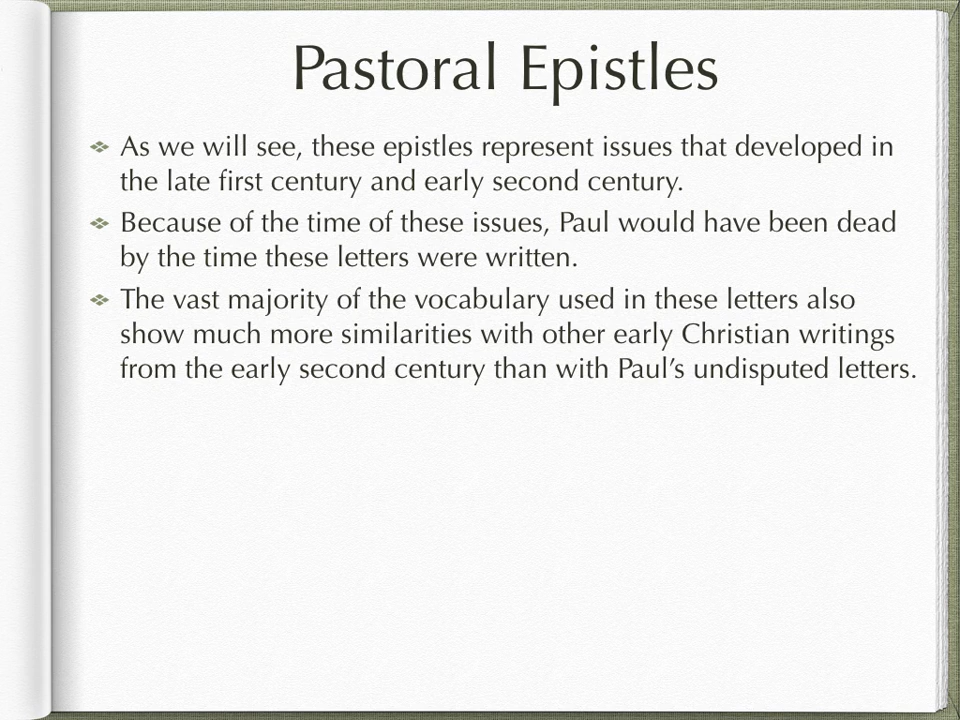 Pastoral Epistles
As we will see, these epistles represent issues that developed in
the late first century and early second century.
Because of the time of these issues, Paul would have been dead
by the time these letters were written.
The vast majority of the vocabulary used in these letters also
show much more similarities with other early Christian writings
from the early second century than with Paul’s undisputed letters.